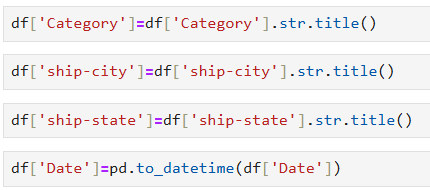 df['Category']=df['Category'].str.title()
df['ship-city']=df['ship-city'].str.title()
df['ship-state']=df['ship-state'].str.title()
df['Date']=pd.to_datetime(df['Date'])